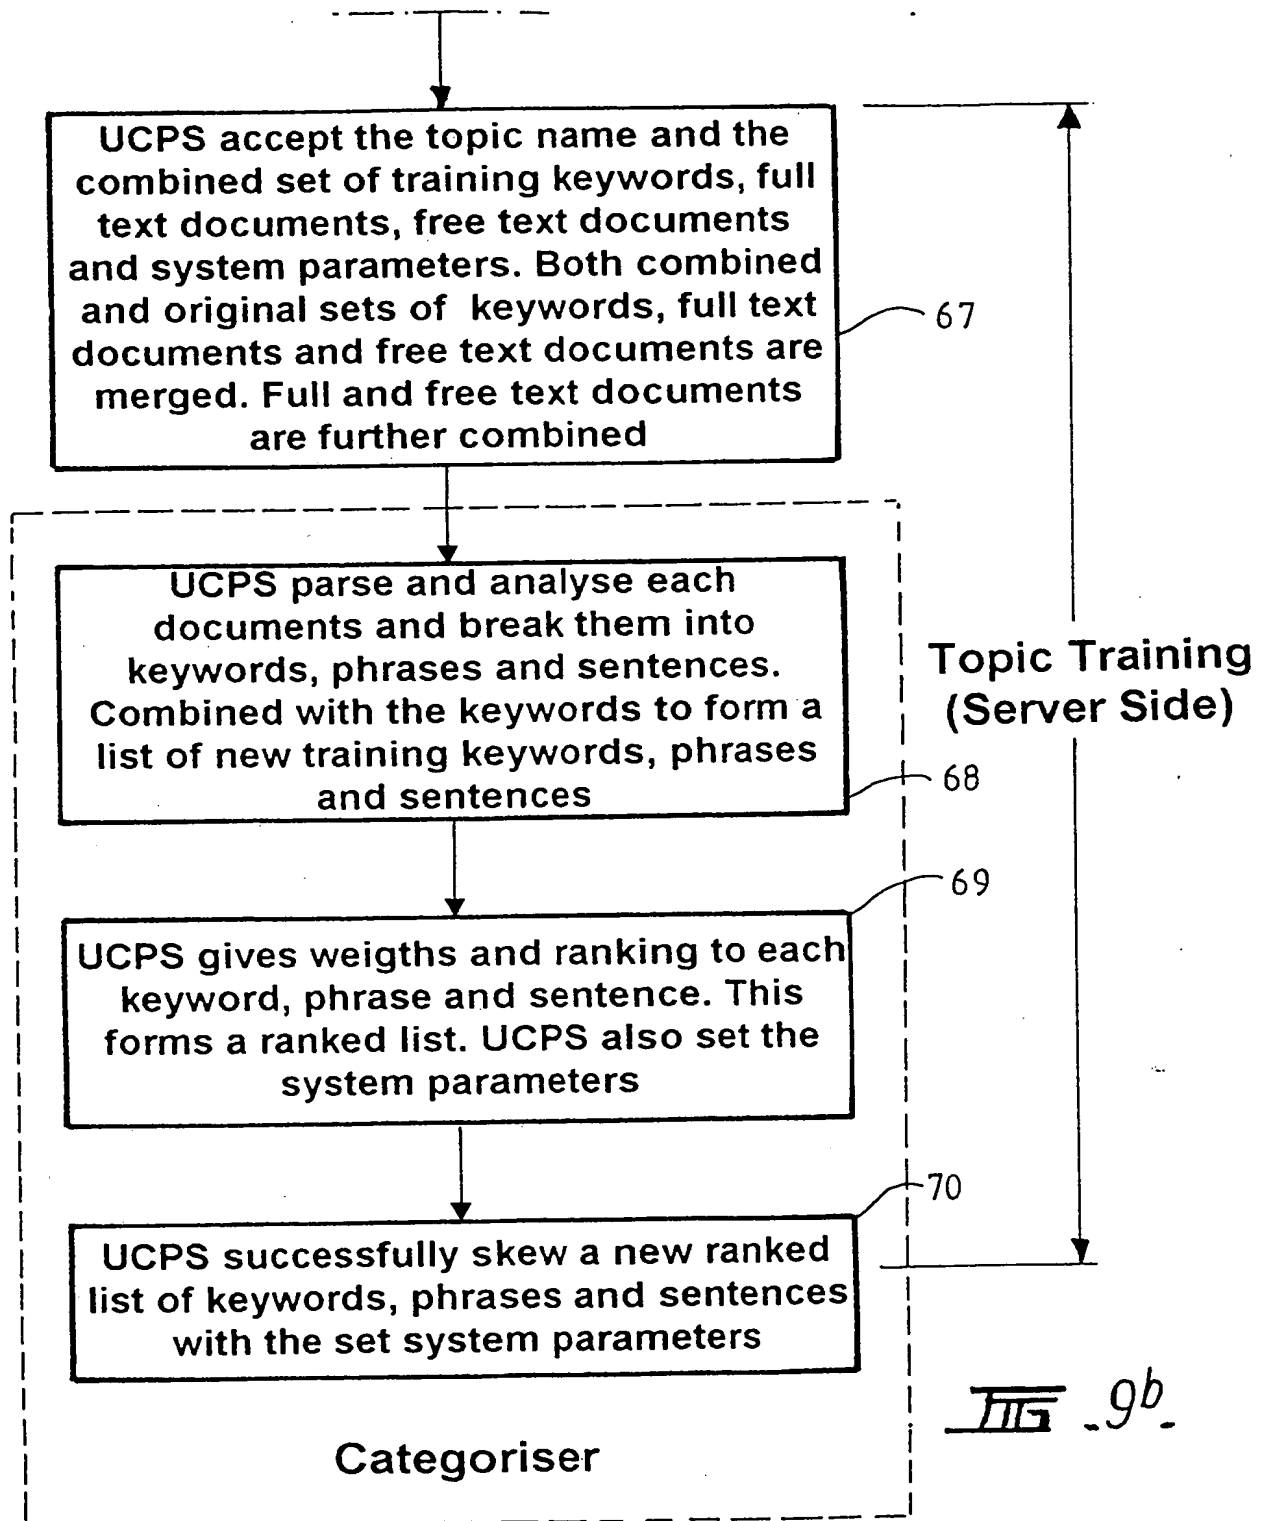 UCPS accept the topic name and the
combined set of training keywords, full
text documents, free text documents
and system parameters. Both combined
and original sets of keywords, full text
documents and free text documents are
merged. Full and free text documents
are further combined
67
UCPS parse and analyse each
documents and break them into
keywords, phrases and sentences.
Combined with the keywords to form a
list of new training keywords, phrases
and sentences
68
Topic Training
(Server Side)
69
UCPS gives weigths and ranking to each
keyword, phrase and sentence. This
forms a ranked list. UCPS also set the
system parameters
70
UCPS successfully skew a new ranked
list of keywords, phrases and sentences
with the set system parameters
Categoriser
FIG - 9b -